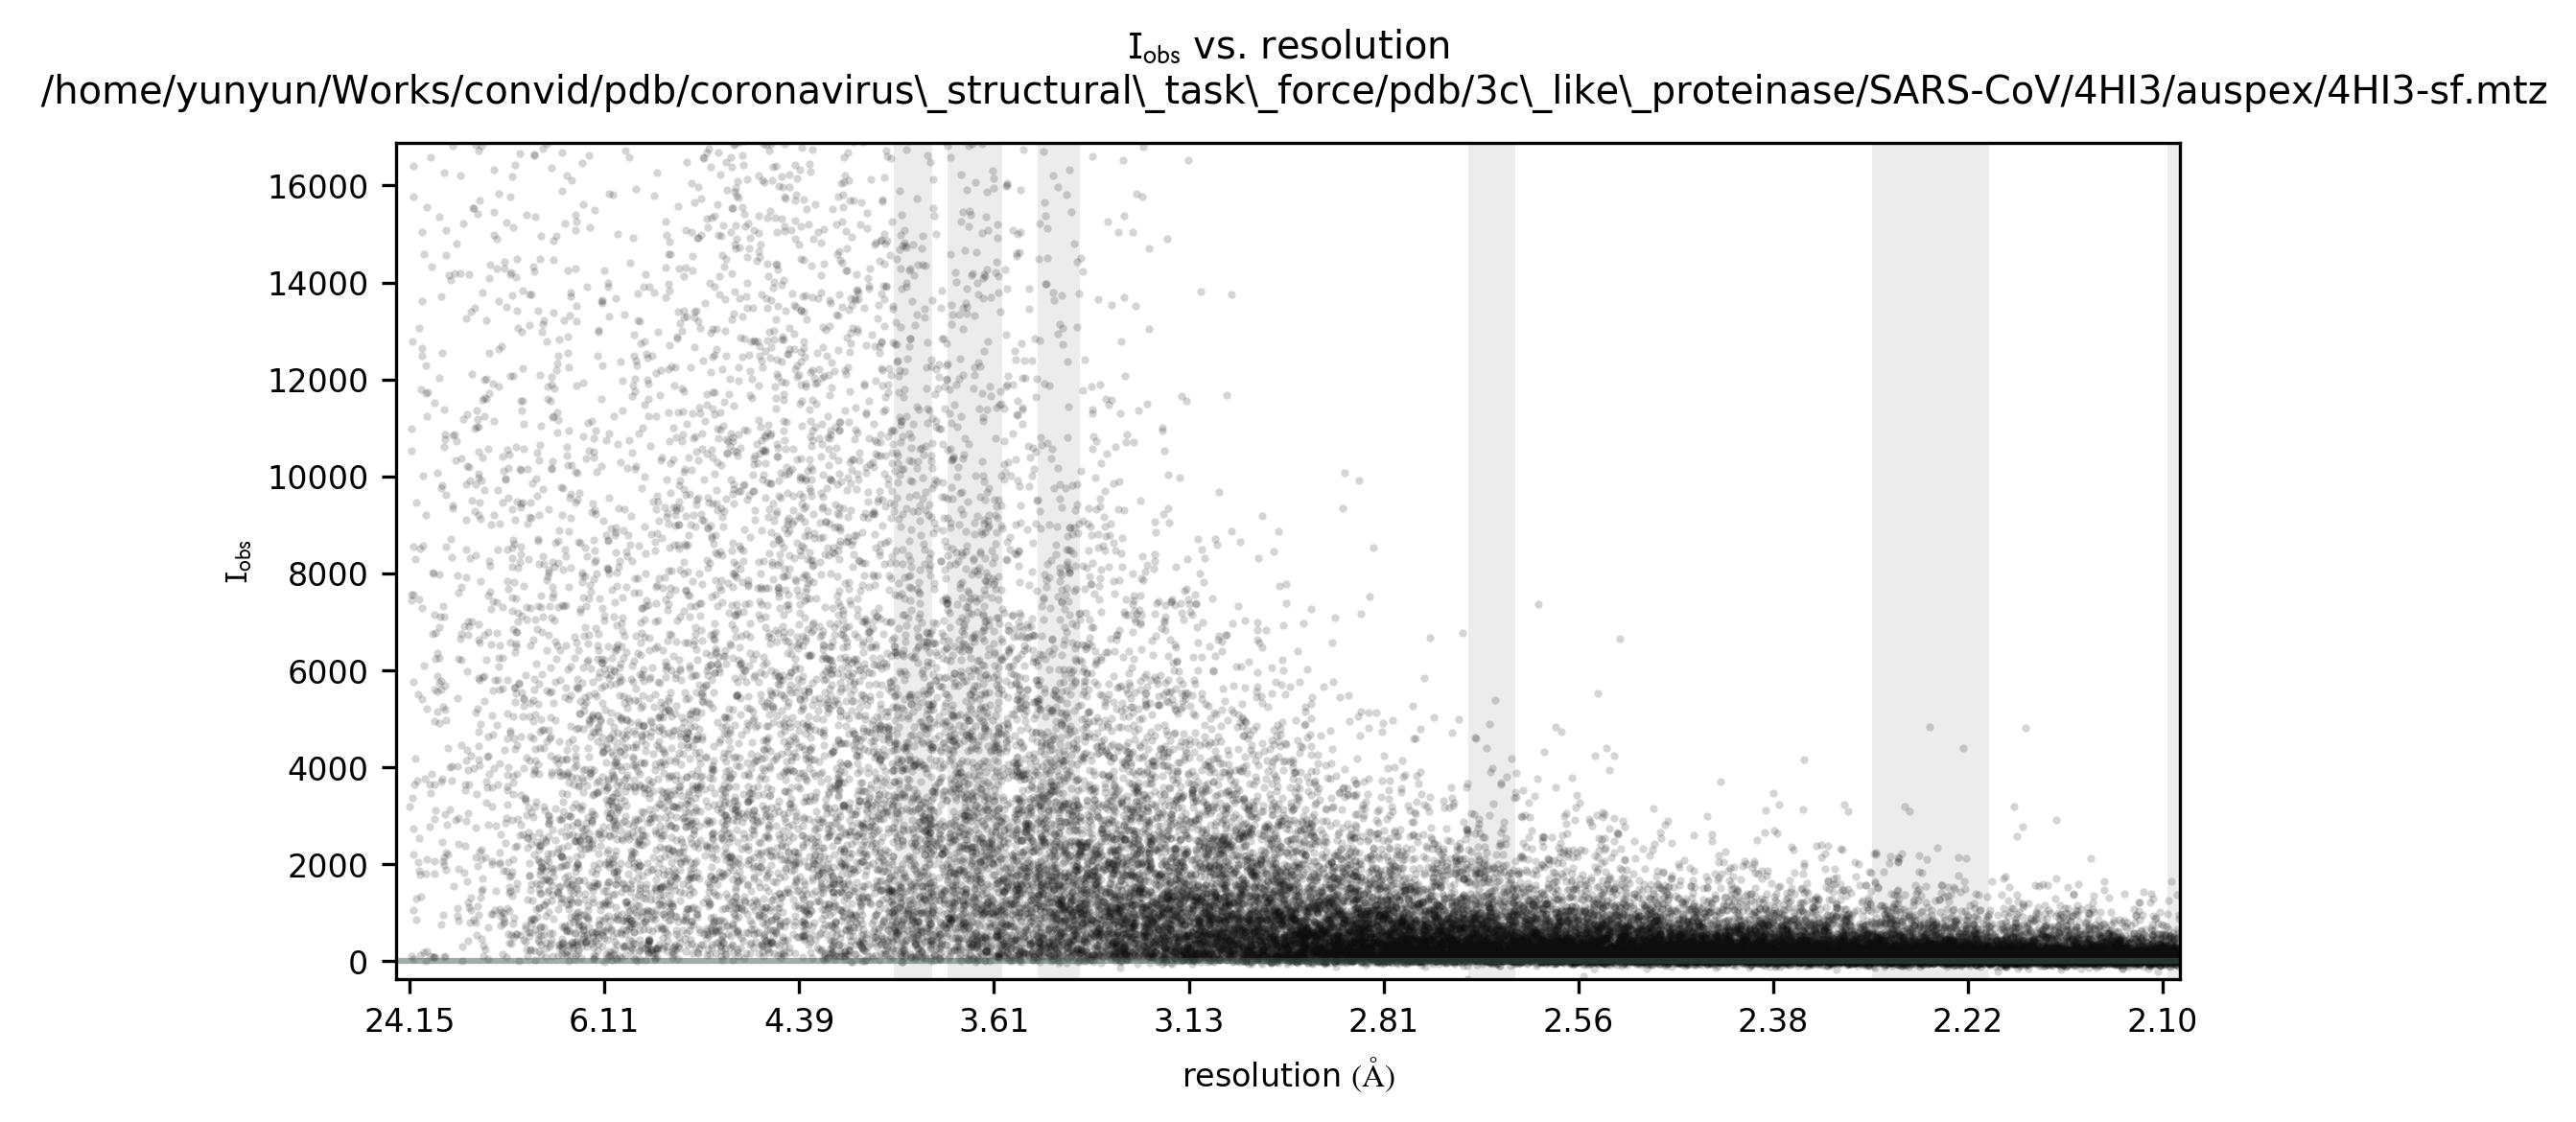 Iobs vs. resolution
/home/yunyun/Works/convid/pdb/coronavirus\_structural\_task\_force/pdb/3c\_like\_proteinase/SARS-CoV/4HI3/auspex/4HI3-sf.mtz
16000
14000
12000
10000
8000
6000
4000
2000
0
Iobs
24.15 6.11 4.39 3.61 3.13 2.81 2.56 2.38 2.22 2.10
resolution (Å)